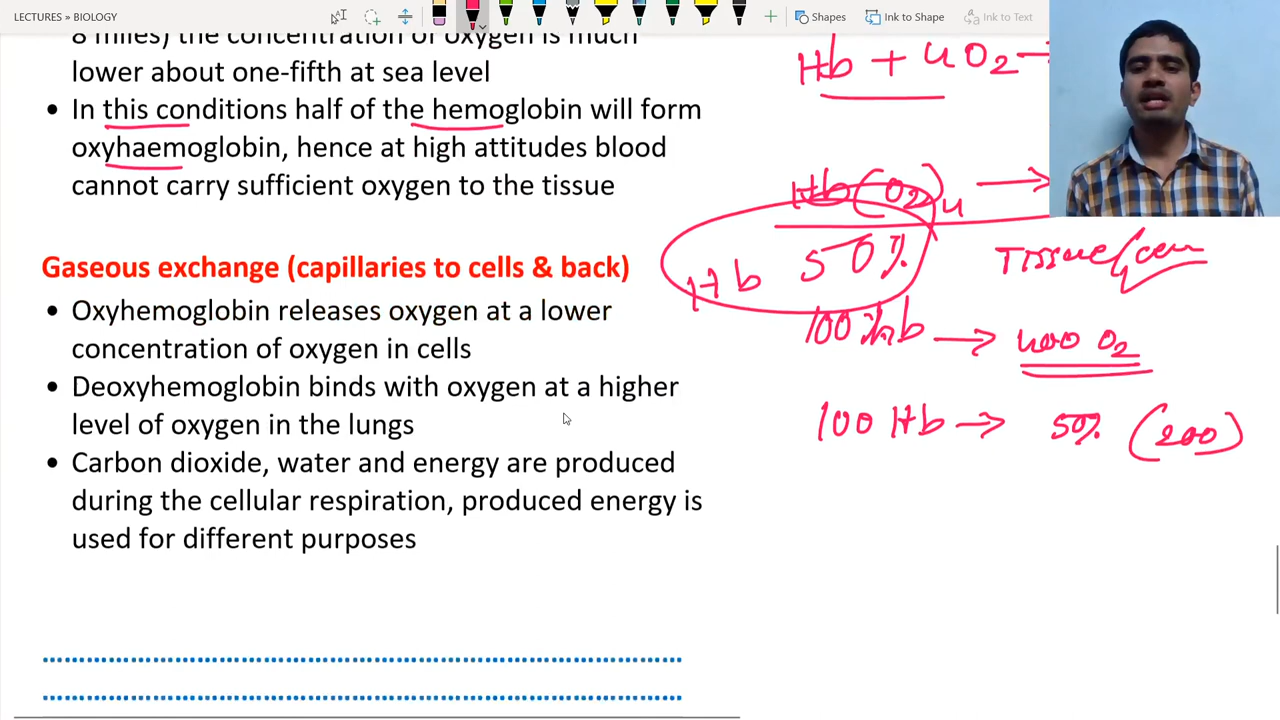 LECTURES » BIOLOGY
Shapes
Ink to Shape
Ink to Text
8 miles) the concentration of oxygen is much
lower about one-fifth at sea level
• In this conditions half of the hemoglobin will form
oxyhaemoglobin, hence at high attitudes blood
cannot carry sufficient oxygen to the tissue
Gaseous exchange (capillaries to cells & back)
• Oxyhemoglobin releases oxygen at a lower
concentration of oxygen in cells
• Deoxyhemoglobin binds with oxygen at a higher
level of oxygen in the lungs
• Carbon dioxide, water and energy are produced
during the cellular respiration, produced energy is
used for different purposes
Hb + 4O2 →
Hb(O2)4 →
Hb 50%
Tissue/
100 Hb → 400 O2
100 Hb → 50% (200)